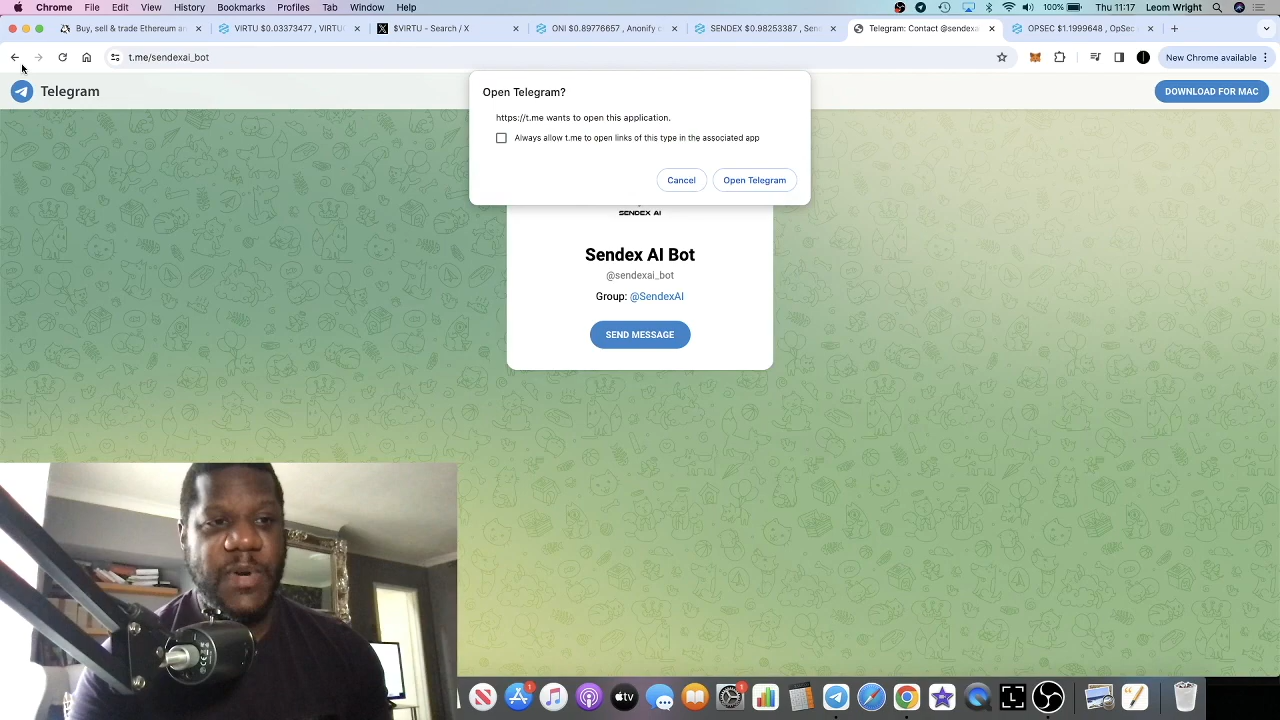 Chrome File Edit View History Bookmarks Profiles Tab Window Help 100% Thu 11:17 Leom Wright
Buy, sell & trade Ethereum an
VIRTU $0.03373477 , VIRTUC
$VIRTU - Search / X
ONI $0.89776657 , Anonify c
SENDEX $0.98253387 , Send
Telegram: Contact @sendexa
OPSEC $1.1999648 , OpSec
t.me/sendexai_bot
New Chrome available
Telegram
DOWNLOAD FOR MAC
Open Telegram?
https://t.me wants to open this application.
Always allow t.me to open links of this type in the associated app
Cancel
Open Telegram
SENDEX AI
Sendex AI Bot
@sendexai_bot
Group: @SendexAI
SEND MESSAGE
tv